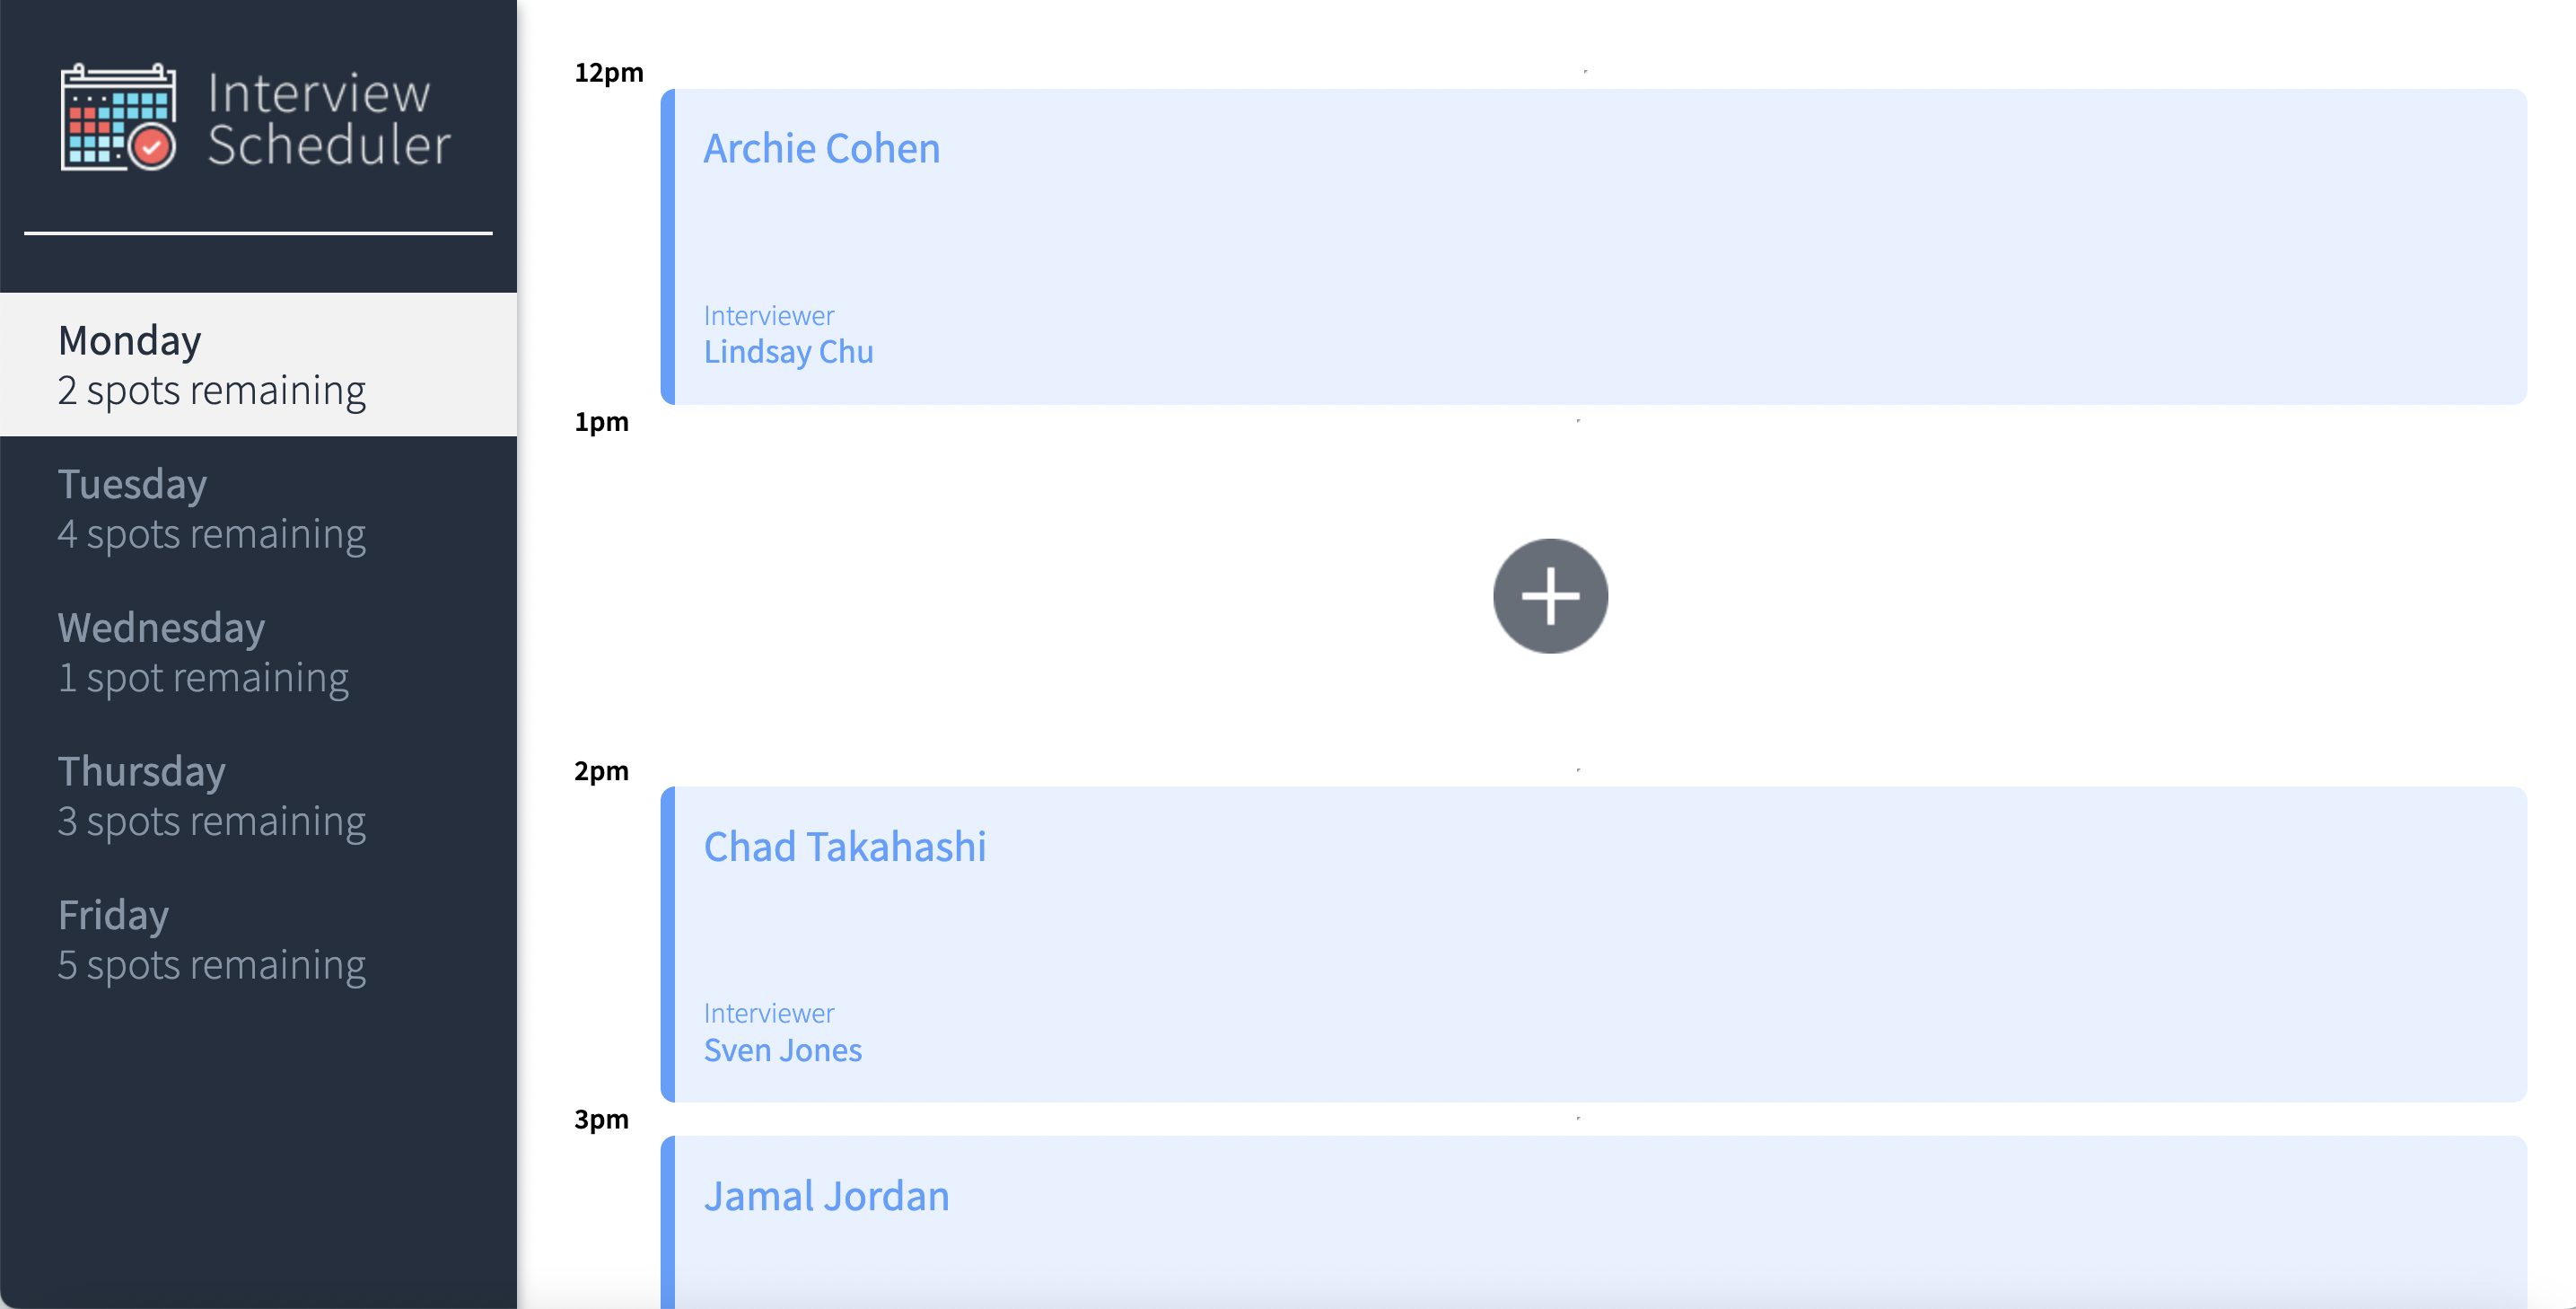 Interview
Scheduler
Monday
2 spots remaining
Tuesday
4 spots remaining
Wednesday
1 spot remaining
Thursday
3 spots remaining
Friday
5 spots remaining
12pm
Archie Cohen
Interviewer
Lindsay Chu
1pm
2pm
Chad Takahashi
Interviewer
Sven Jones
3pm
Jamal Jordan